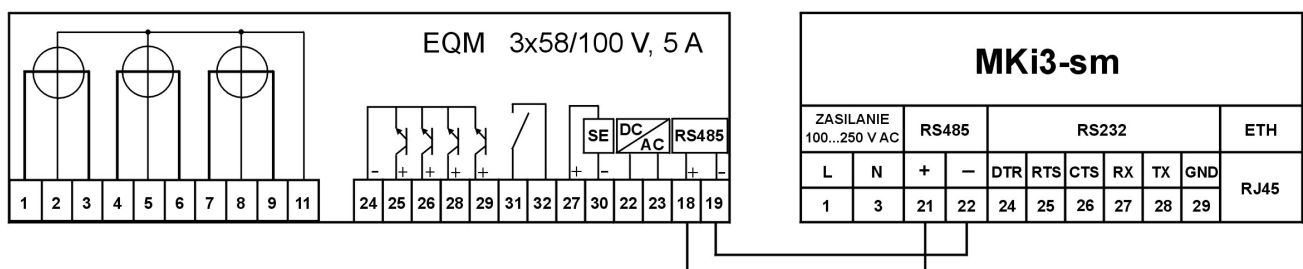 EQM 3x58/100 V, 5 A
SE
DC
AC
RS485
- + + + + + - + -
1 2 3 4 5 6 7 8 9 11
24 25 26 28 29 31 32 27 30 22 23 18 19
MKi3-sm
ZASILANIE
100...250 V AC
RS485
RS232
ETH
L N + – DTR RTS CTS RX TX GND
RJ45
1 3 21 22 24 25 26 27 28 29